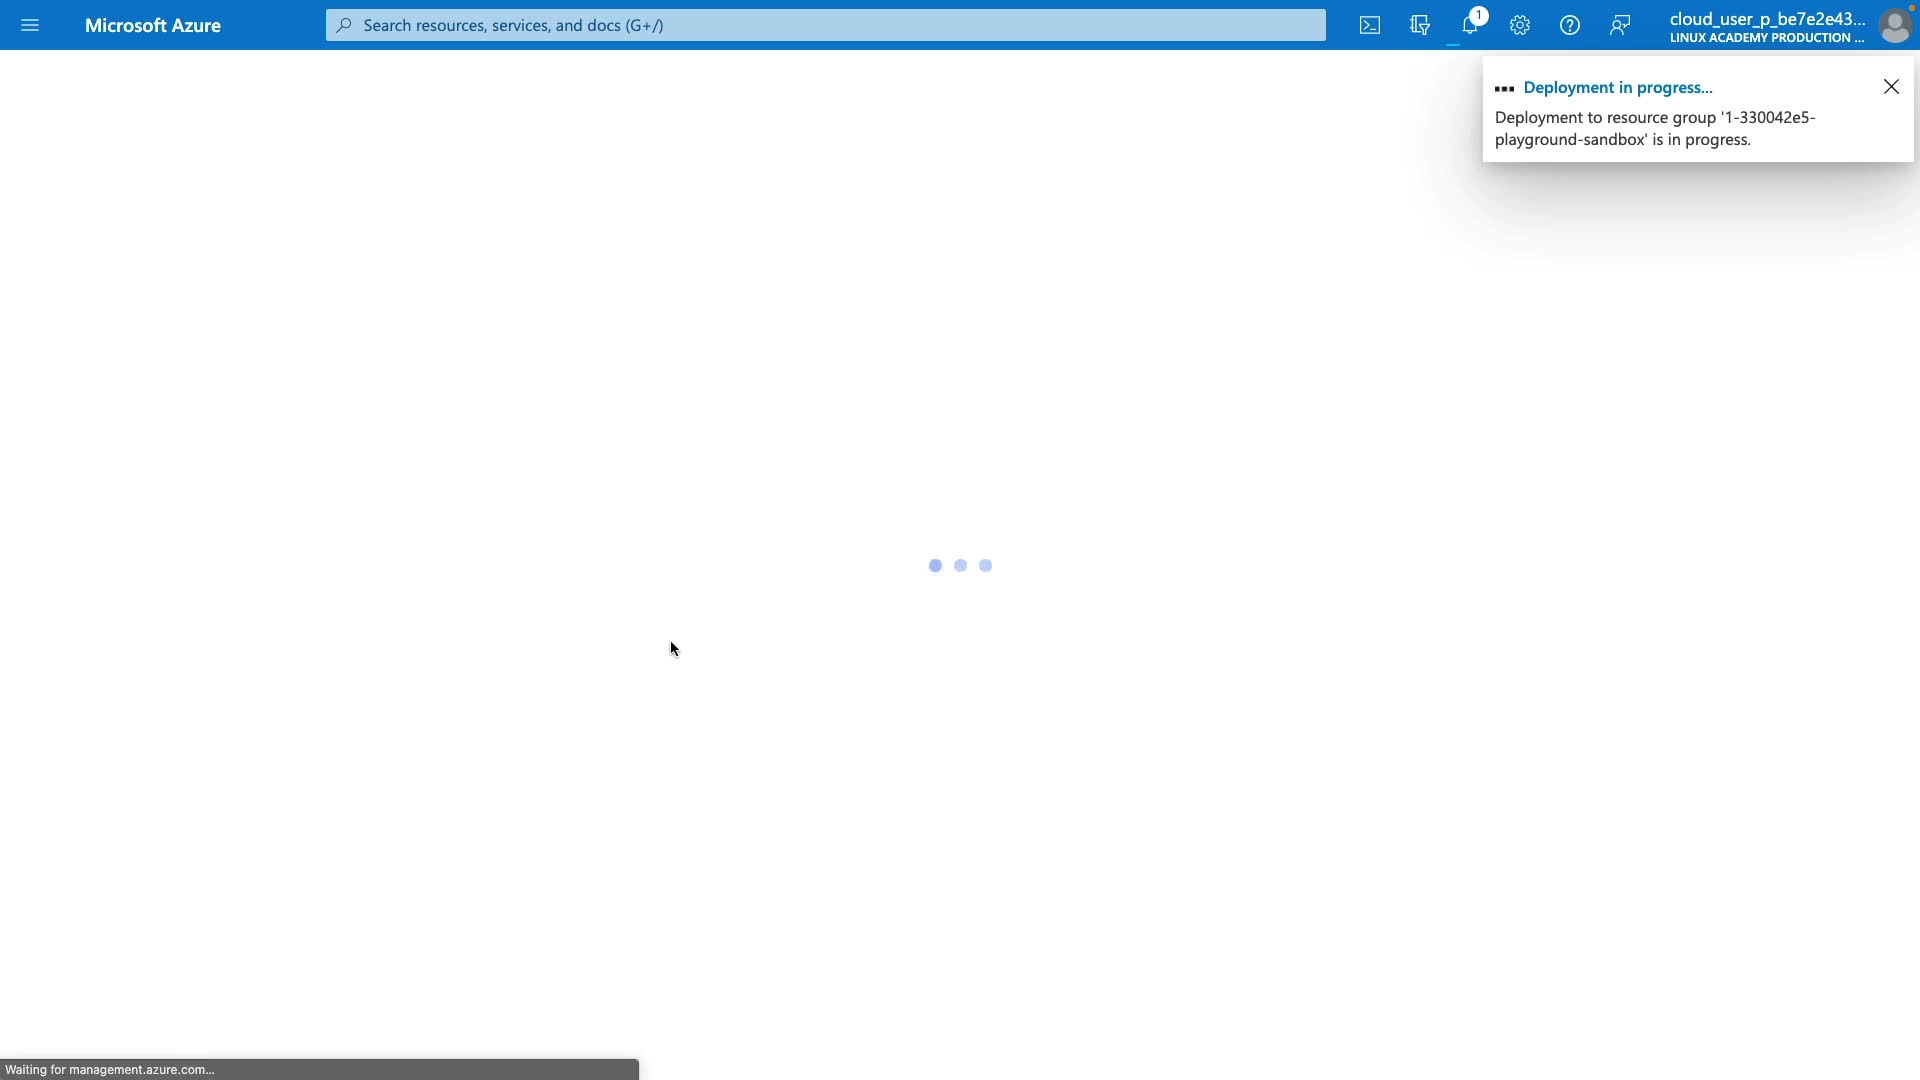 Microsoft Azure
Search resources, services, and docs (G+/)
1
cloud_user_p_be7e2e43...
LINUX ACADEMY PRODUCTION ...
Deployment in progress...
Deployment to resource group '1-330042e5-
playground-sandbox' is in progress.
Waiting for management.azure.com...